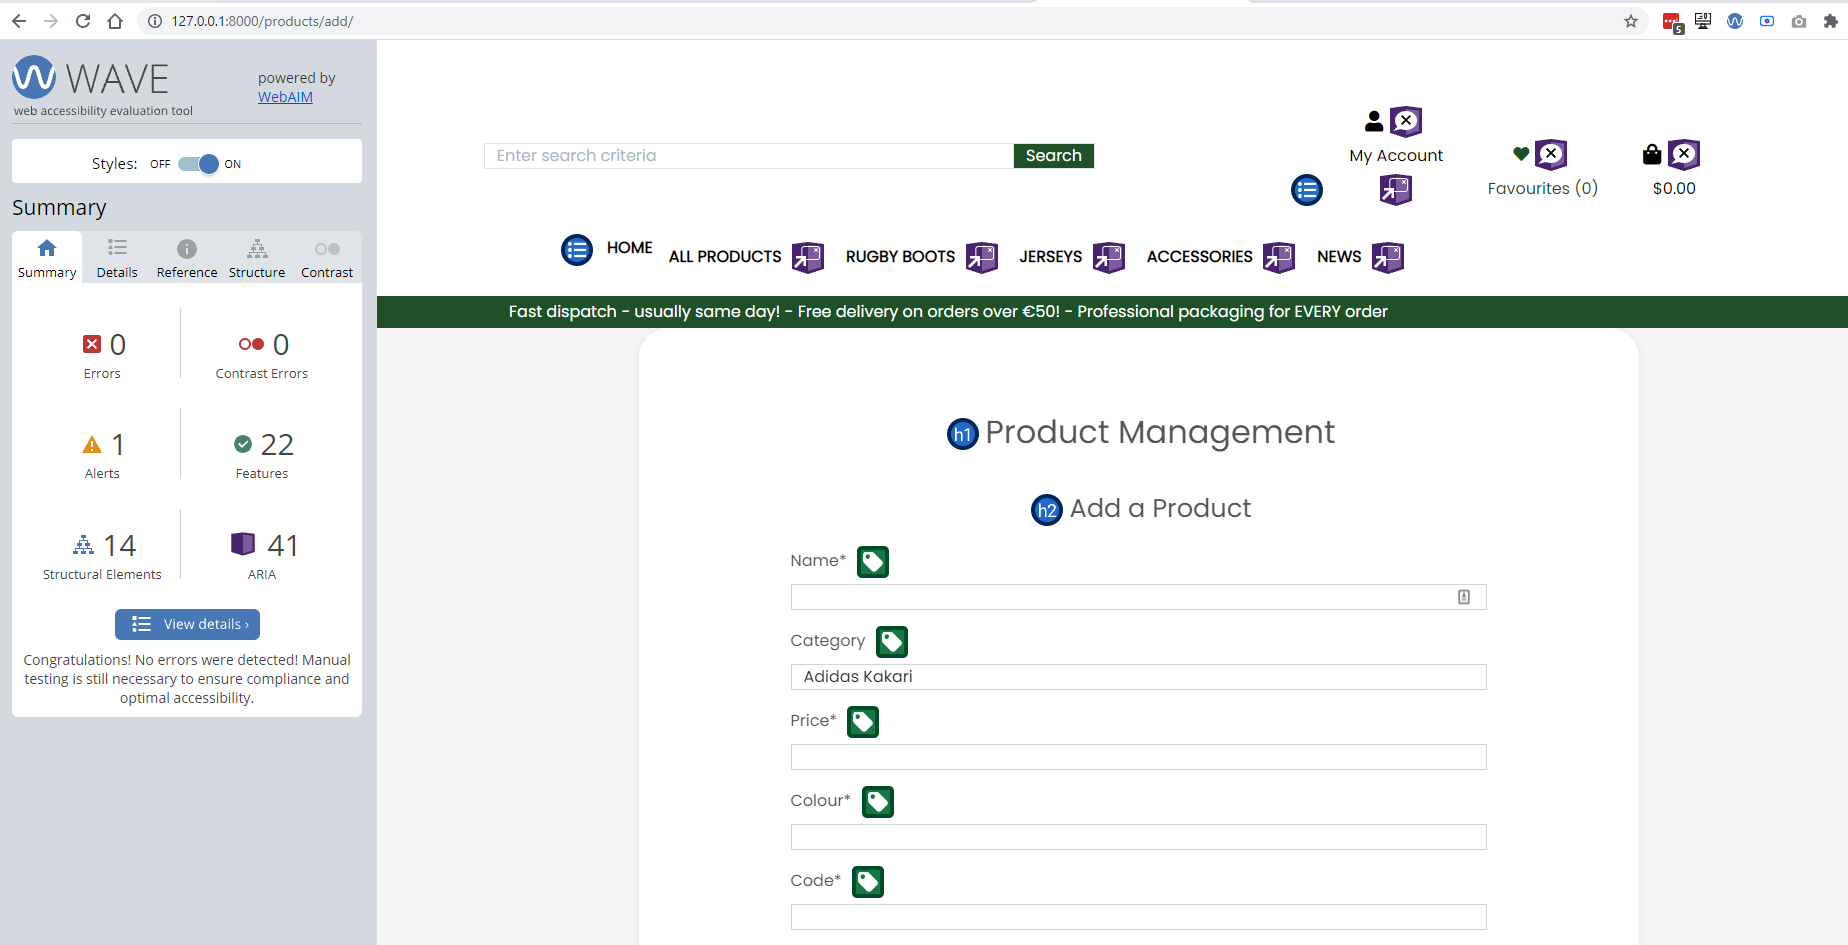 127.0.0.1:8000/products/add/
5
WAVE
web accessibility evaluation tool
powered by
WebAIM
Styles: OFF ON
Summary
Summary Details Reference Structure Contrast
0
Errors
0
Contrast Errors
1
Alerts
22
Features
14
Structural Elements
41
ARIA
View details ›
Congratulations! No errors were detected! Manual
testing is still necessary to ensure compliance and
optimal accessibility.
Enter search criteria
Search
My Account
Favourites (0)
$0.00
HOME ALL PRODUCTS RUGBY BOOTS JERSEYS ACCESSORIES NEWS
Fast dispatch - usually same day! - Free delivery on orders over €50! - Professional packaging for EVERY order
h1 Product Management
h2 Add a Product
Name*
Category
Adidas Kakari
Price*
Colour*
Code*